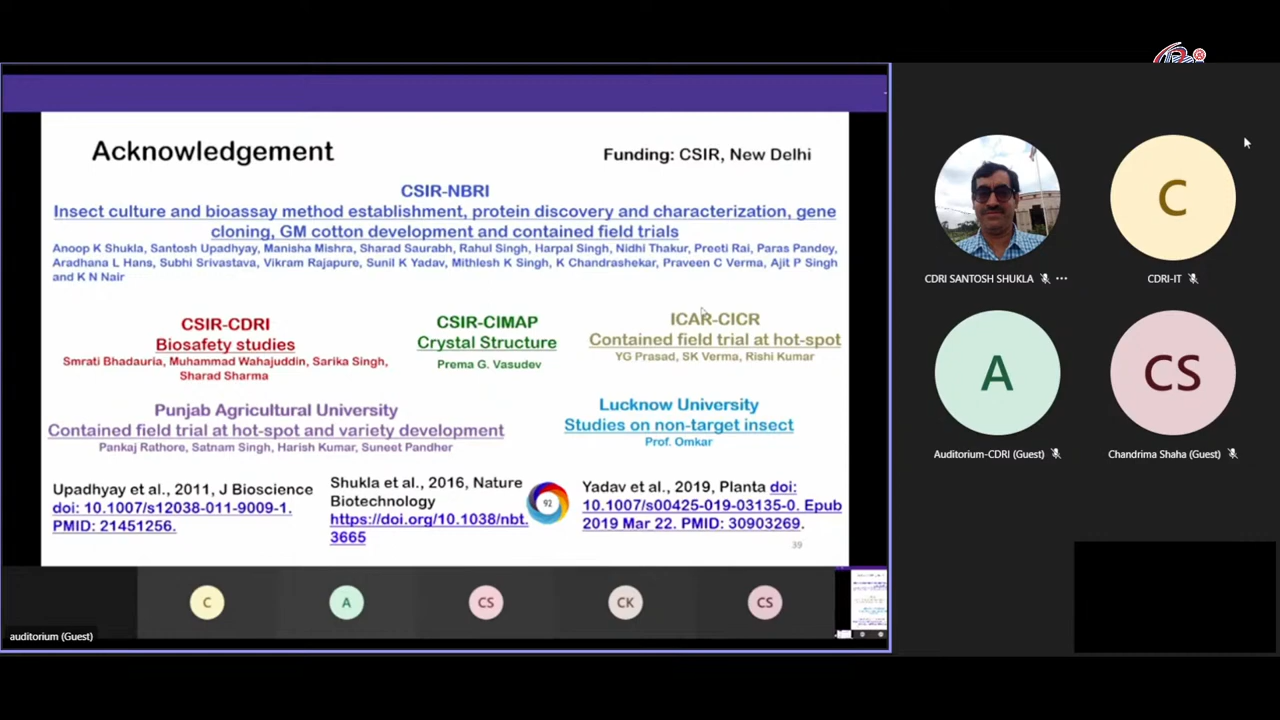 Acknowledgement
Funding: CSIR, New Delhi
CSIR-NBRI
Insect culture and bioassay method establishment, protein discovery and characterization, gene
cloning, GM cotton development and contained field trials
Anoop K Shukla, Santosh Upadhyay, Manisha Mishra, Sharad Saurabh, Rahul Singh, Harpal Singh, Nidhi Thakur, Preeti Rai, Paras Pandey,
Aradhana L Hans, Subhi Srivastava, Vikram Rajapure, Sunil K Yadav, Mithlesh K Singh, K Chandrashekar, Praveen C Verma, Ajit P Singh
and K N Nair
CSIR-CDRI
Biosafety studies
Smrati Bhadauria, Muhammad Wahajuddin, Sarika Singh,
Sharad Sharma
CSIR-CIMAP
Crystal Structure
Prema G. Vasudev
ICAR-CICR
Contained field trial at hot-spot
YG Prasad, SK Verma, Rishi Kumar
Punjab Agricultural University
Contained field trial at hot-spot and variety development
Pankaj Rathore, Satnam Singh, Harish Kumar, Suneet Pandher
Lucknow University
Studies on non-target insect
Prof. Omkar
Upadhyay et al., 2011, J Bioscience
doi: 10.1007/s12038-011-9009-1.
PMID: 21451256.
Shukla et al., 2016, Nature
Biotechnology
https://doi.org/10.1038/nbt.
3665
92
Yadav et al., 2019, Planta doi:
10.1007/s00425-019-03135-0. Epub
2019 Mar 22. PMID: 30903269.
39
C
A
CS
CK
CS
auditorium (Guest)
CDRI SANTOSH SHUKLA
C
CDRI-IT
A
Auditorium-CDRI (Guest)
CS
Chandrima Shaha (Guest)